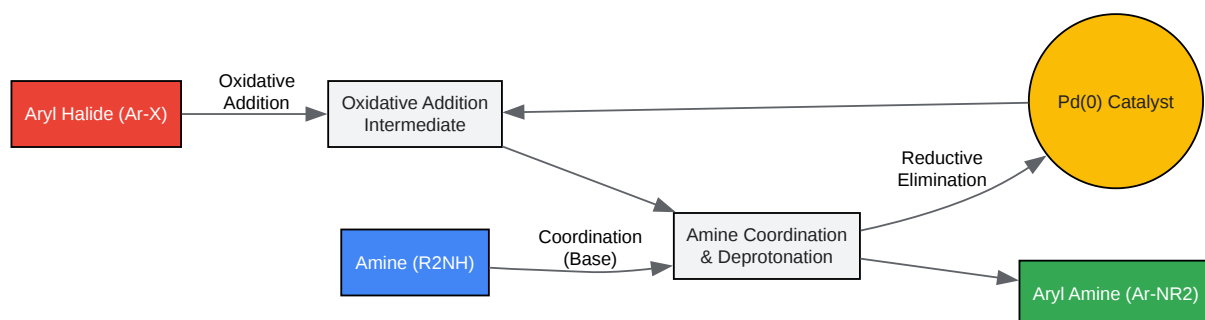 Aryl Halide (Ar-X)
Oxidative
Addition
Oxidative Addition
Intermediate
Pd(0) Catalyst
Reductive
Elimination
Amine (R2NH)
Coordination
(Base)
Amine Coordination
& Deprotonation
Aryl Amine (Ar-NR2)